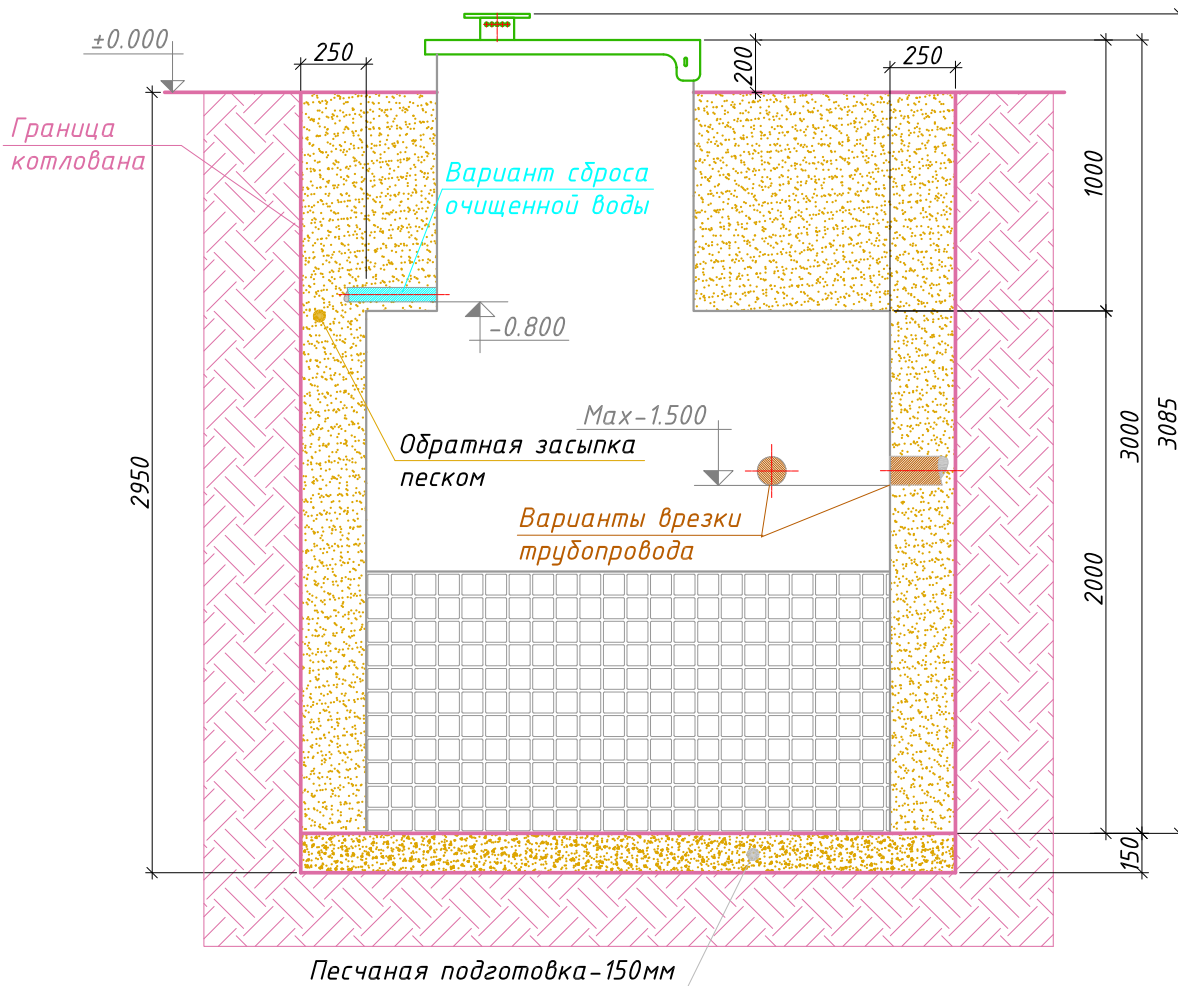 ±0.000
250
200
250
Граница
котлована
Вариант сброса
очищенной воды
1000
-0.800
Max-1.500
3000
3085
Обратная засыпка
песком
2950
Варианты врезки
трубопровода
2000
150
Песчаная подготовка-150мм